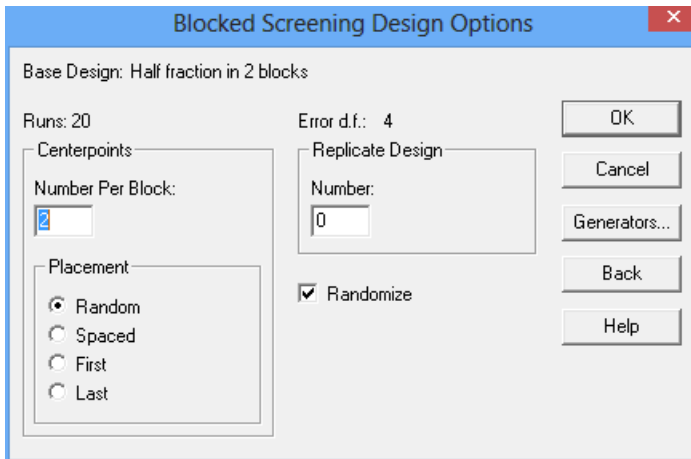 Blocked Screening Design Options
Base Design: Half fraction in 2 blocks
Runs: 20
Error d.f.: 4
Centerpoints
Number Per Block:
2
Placement
Random
Spaced
First
Last
Replicate Design
Number:
0
Randomize
OK
Cancel
Generators...
Back
Help